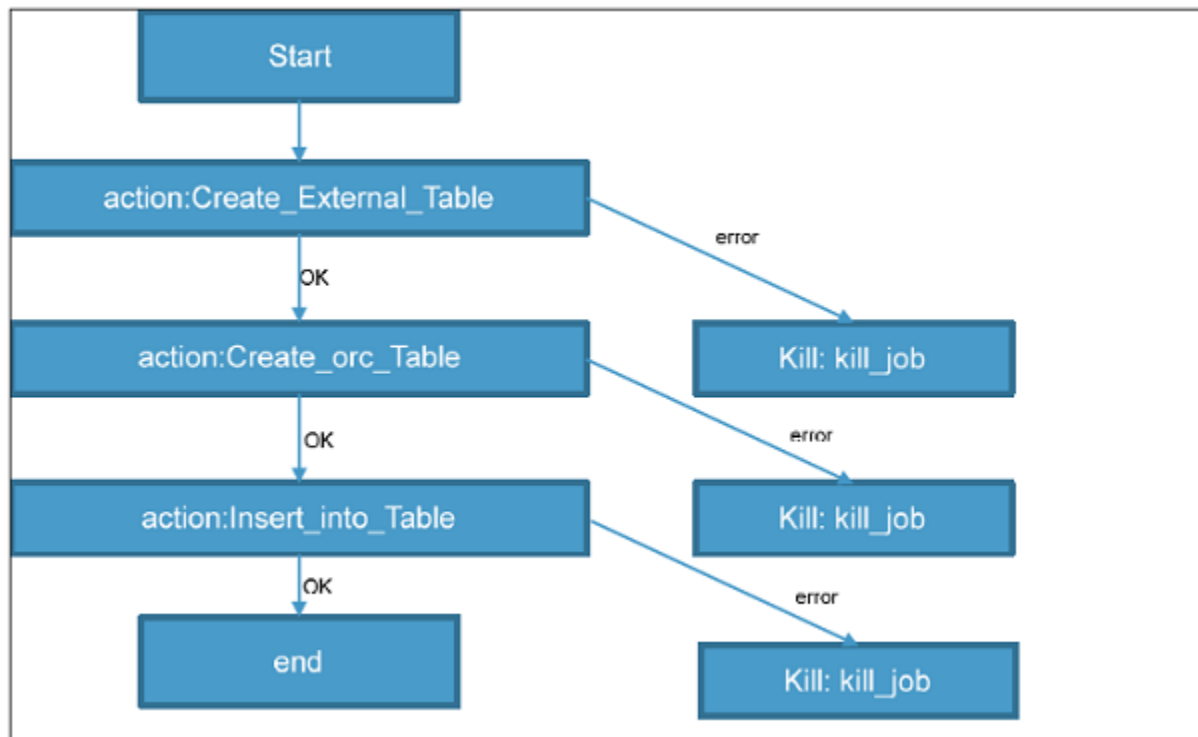 Start
action:Create_External_Table
error
OK
action:Create_orc_Table
Kill: kill_job
OK
error
action:Insert_into_Table
Kill: kill_job
OK
error
end
Kill: kill_job